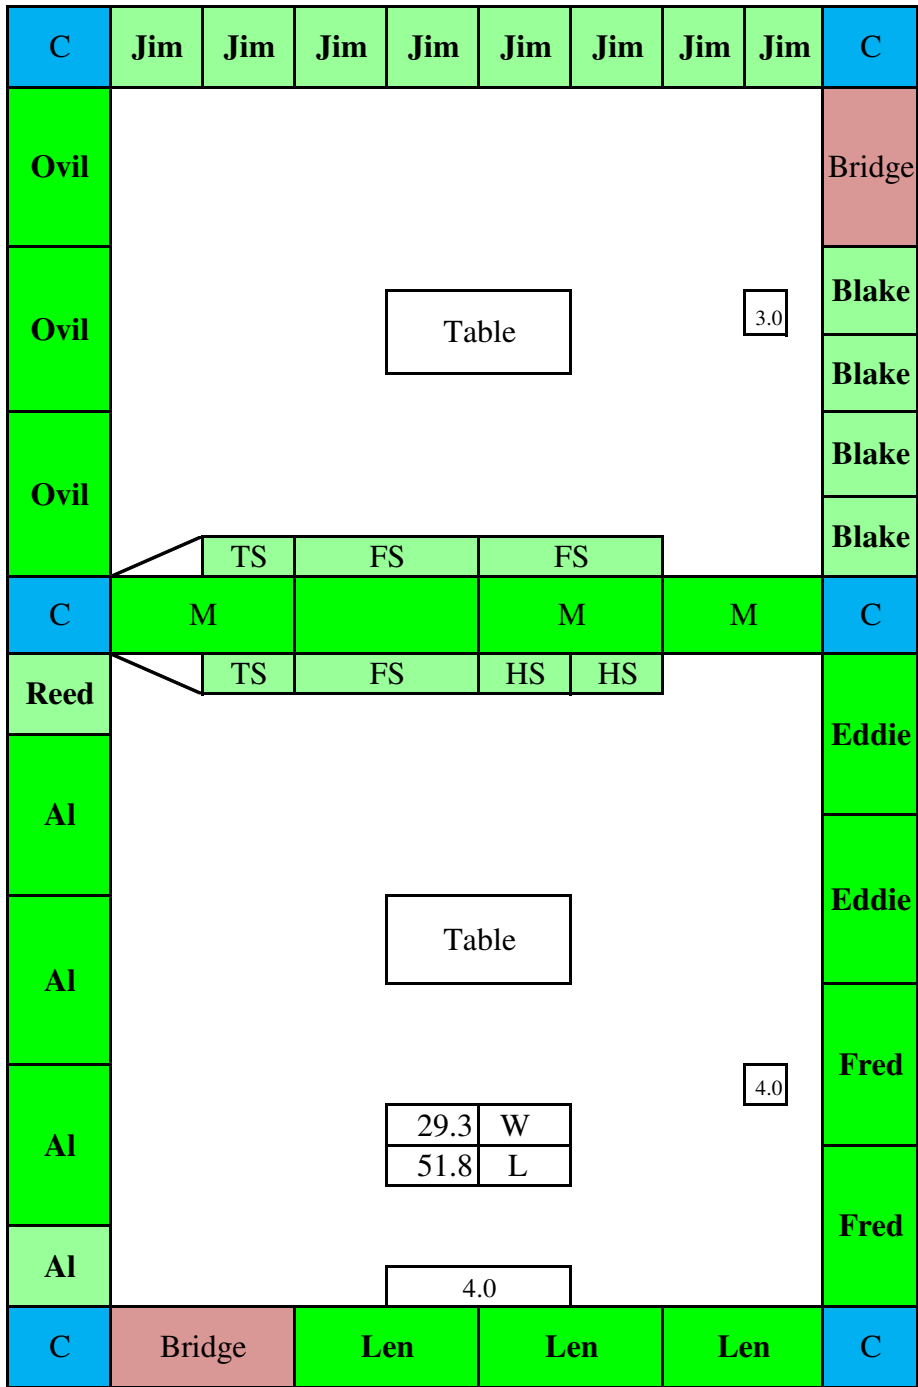 C Jim Jim Jim Jim Jim Jim Jim Jim C
Ovil Bridge
Blake
Ovil Table 3.0
Blake
Blake
Ovil
Blake
TS FS FS
C M M M C
TS FS HS HS
Reed
Eddie
Al
Eddie
Table
Al
Fred
4.0
29.3 W
Al
51.8 L
Fred
Al
4.0
C Bridge Len Len Len C